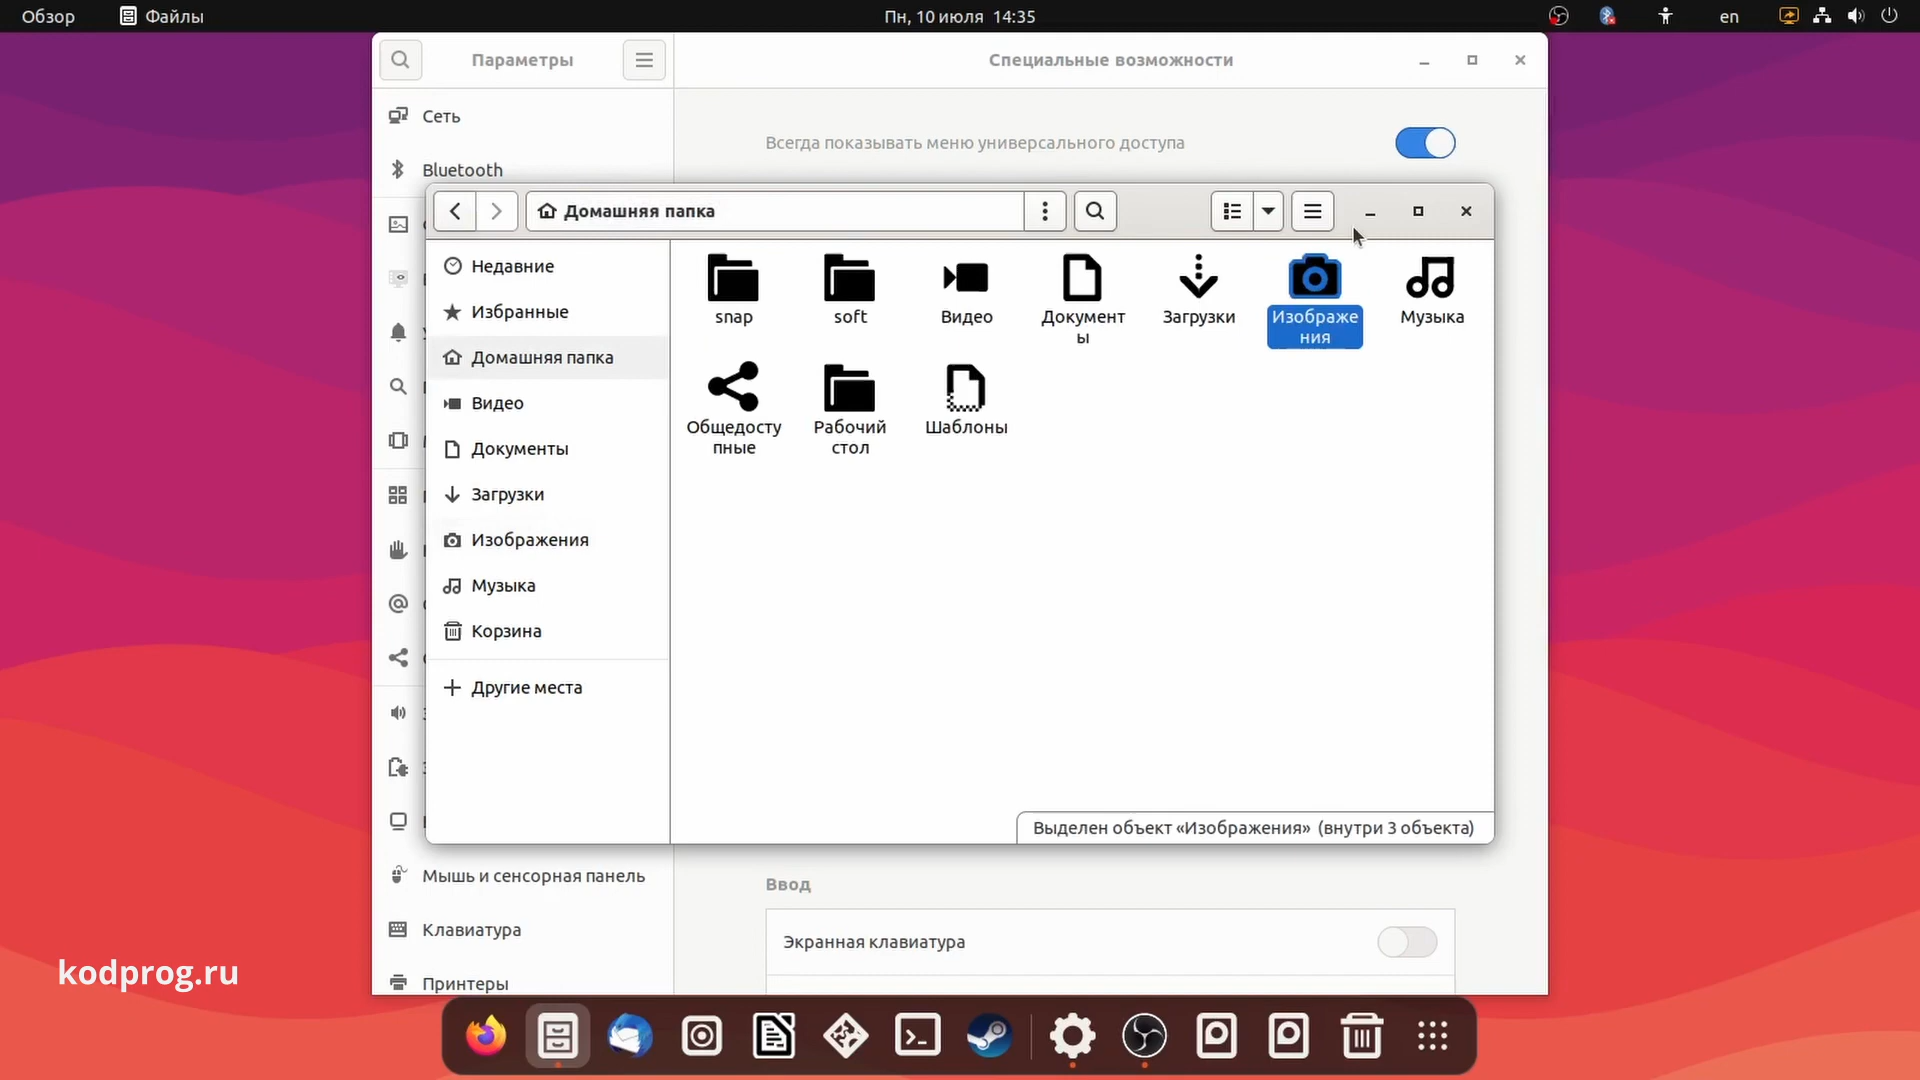 Обзор
Файлы
Пн, 10 июля 14:35
en
Параметры
Специальные возможности
Сеть
Bluetooth
Всегда показывать меню универсального доступа
Домашняя папка
Недавние
Избранные
Домашняя папка
Видео
Документы
Загрузки
Изображения
Музыка
Корзина
Другие места
snap
soft
Видео
Документ
ы
Загрузки
Изображе
ния
Музыка
Общедосту
пные
Рабочий
стол
Шаблоны
Выделен объект «Изображения» (внутри 3 объекта)
Мышь и сенсорная панель
Клавиатура
Принтеры
Ввод
Экранная клавиатура
kodprog.ru